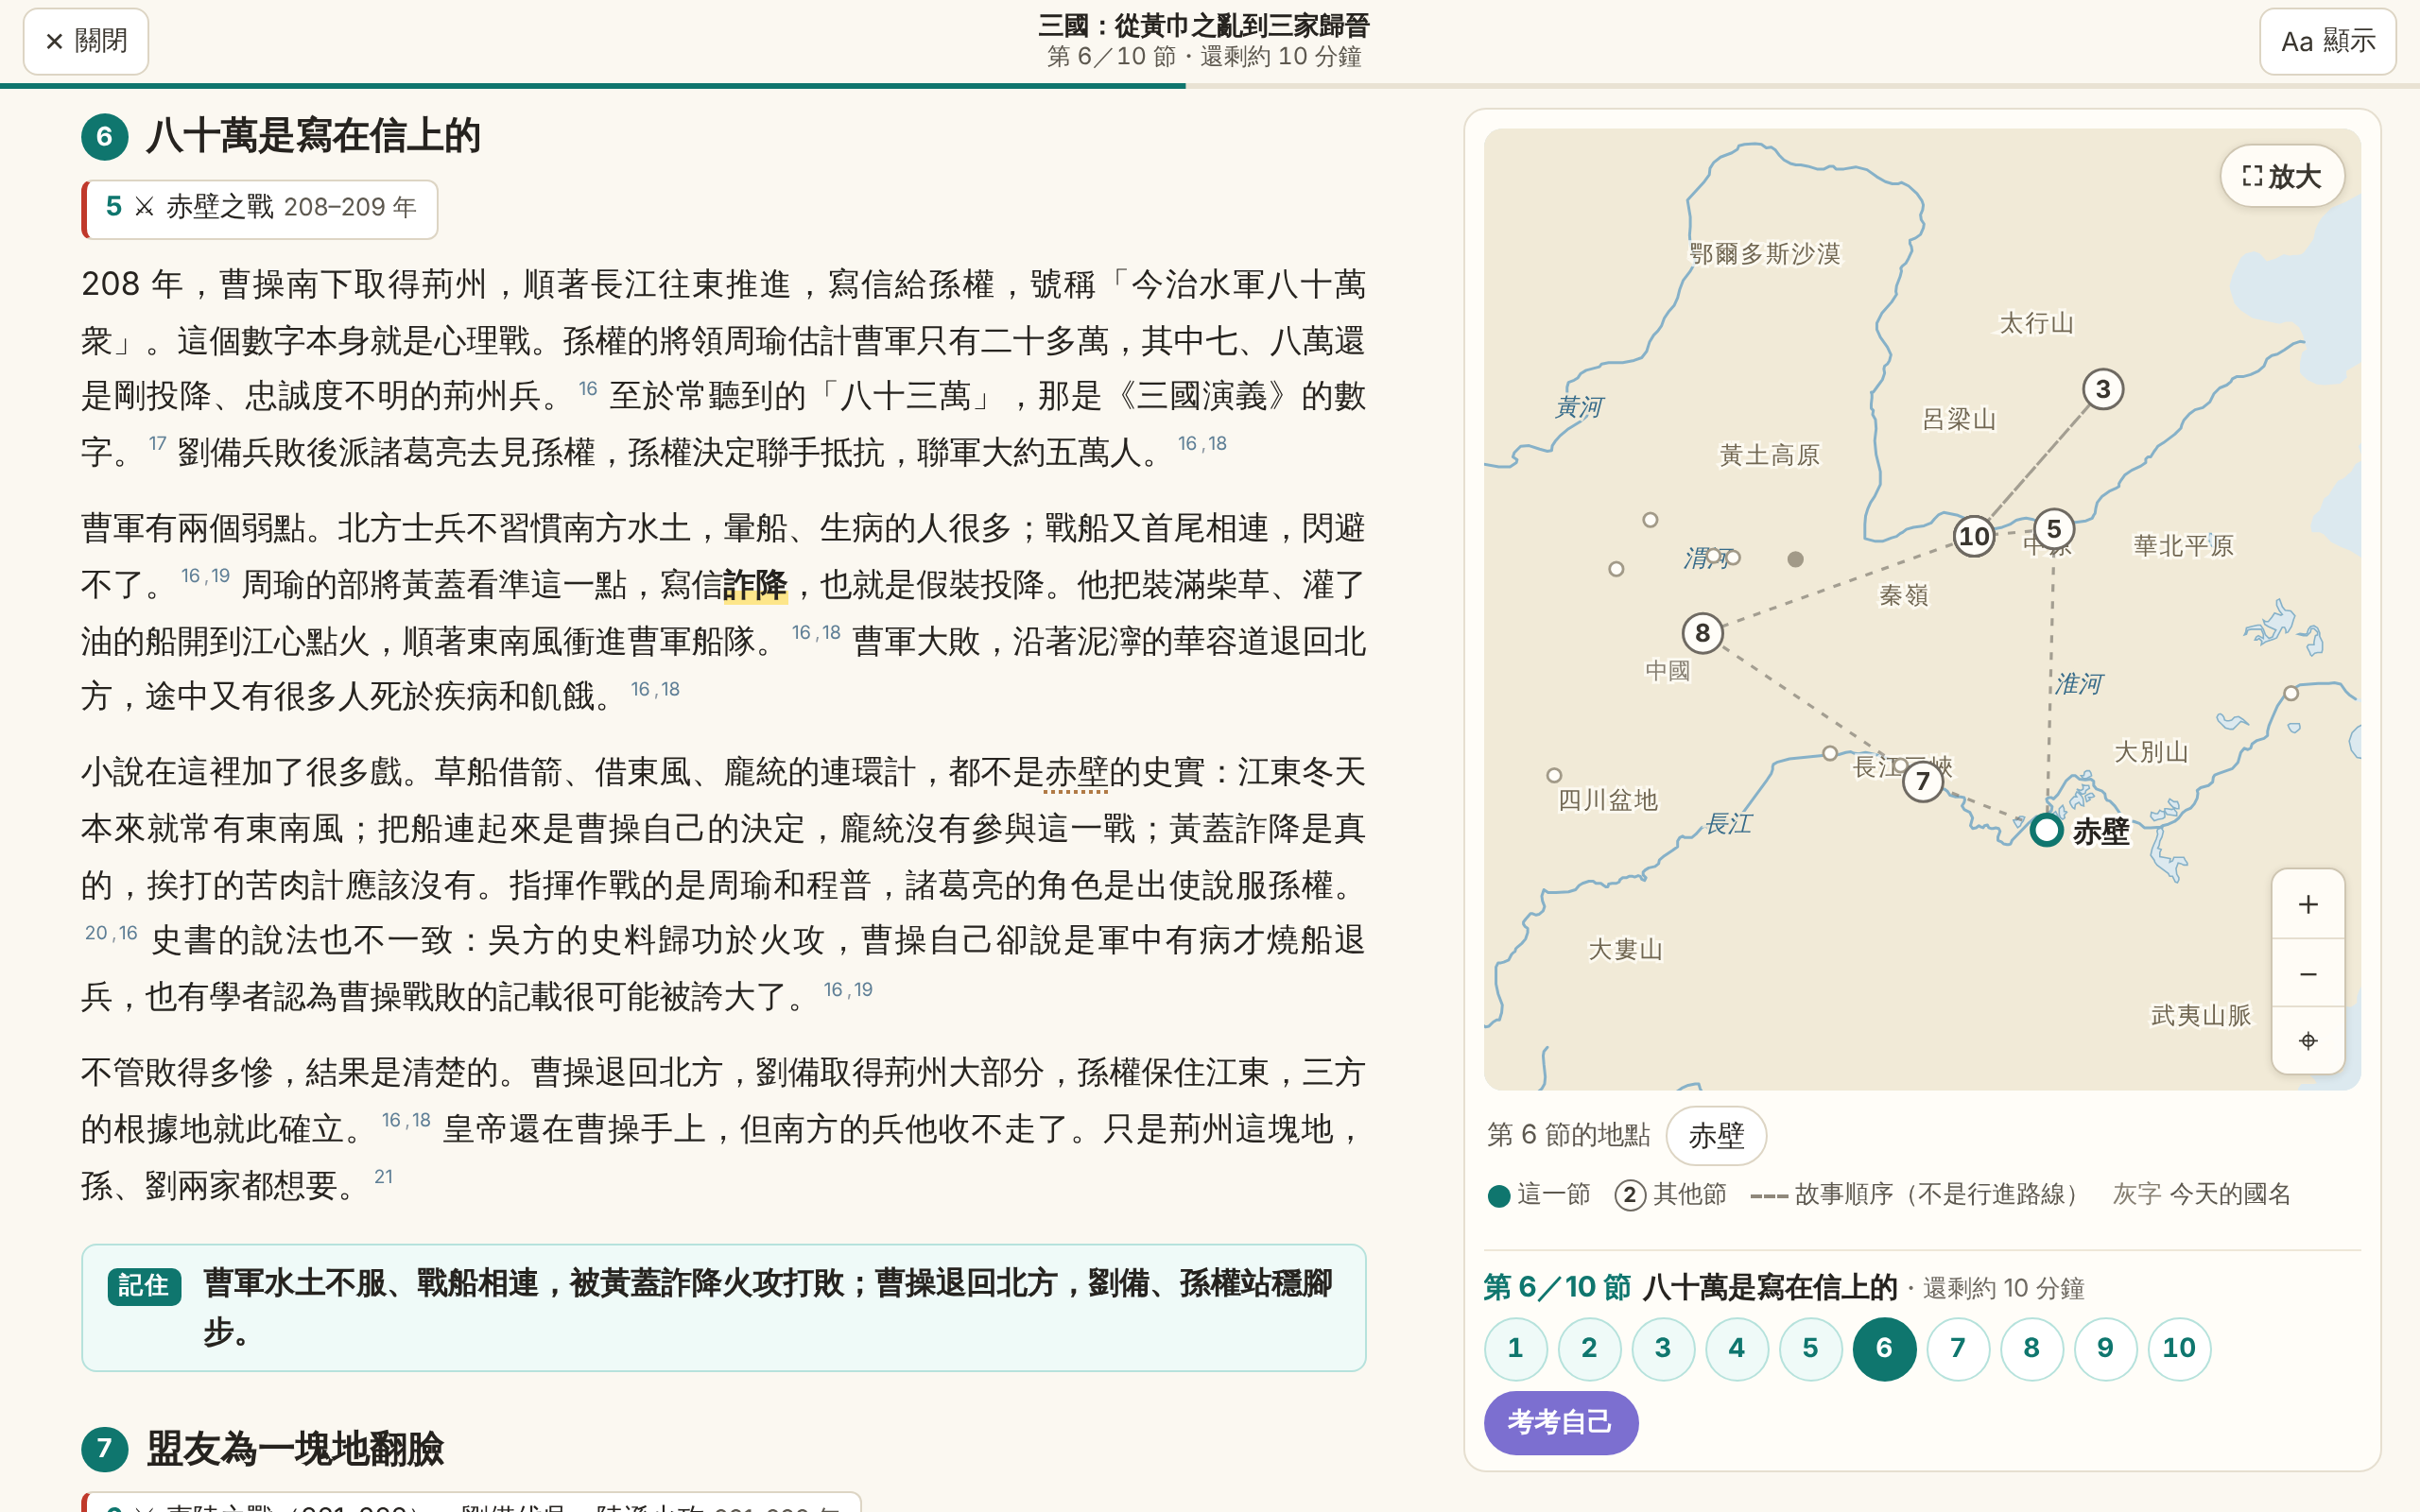 ✕ 關閉
三國：從黃巾之亂到三家歸晉
第 6／10 節・還剩約 10 分鐘
Aa 顯示
6 八十萬是寫在信上的
5 ⚔ 赤壁之戰 208–209 年
208 年，曹操南下取得荊州，順著長江往東推進，寫信給孫權，號稱「今治水軍八十萬
衆」。這個數字本身就是心理戰。孫權的將領周瑜估計曹軍只有二十多萬，其中七、八萬還
是剛投降、忠誠度不明的荊州兵。16 至於常聽到的「八十三萬」，那是《三國演義》的數
字。17 劉備兵敗後派諸葛亮去見孫權，孫權決定聯手抵抗，聯軍大約五萬人。16,18
曹軍有兩個弱點。北方士兵不習慣南方水土，暈船、生病的人很多；戰船又首尾相連，閃避
不了。16,19 周瑜的部將黃蓋看準這一點，寫信詐降，也就是假裝投降。他把裝滿柴草、灌了
油的船開到江心點火，順著東南風衝進曹軍船隊。16,18 曹軍大敗，沿著泥濘的華容道退回北
方，途中又有很多人死於疾病和飢餓。16,18
小說在這裡加了很多戲。草船借箭、借東風、龐統的連環計，都不是赤壁的史實：江東冬天
本來就常有東南風；把船連起來是曹操自己的決定，龐統沒有參與這一戰；黃蓋詐降是真
的，挨打的苦肉計應該沒有。指揮作戰的是周瑜和程普，諸葛亮的角色是出使說服孫權。
20,16 史書的說法也不一致：吳方的史料歸功於火攻，曹操自己卻說是軍中有病才燒船退
兵，也有學者認為曹操戰敗的記載很可能被誇大了。16,19
不管敗得多慘，結果是清楚的。曹操退回北方，劉備取得荊州大部分，孫權保住江東，三方
的根據地就此確立。16,18 皇帝還在曹操手上，但南方的兵他收不走了。只是荊州這塊地，
孫、劉兩家都想要。21
記住 曹軍水土不服、戰船相連，被黃蓋詐降火攻打敗；曹操退回北方，劉備、孫權站穩腳
步。
7 盟友為一塊地翻臉
放大
鄂爾多斯沙漠
太行山
3
黃河
呂梁山
黃土高原
10
5
華北平原
渭河
秦嶺
8
中國
淮河
大別山
長江三峽
7
四川盆地
長江
赤壁
大婁山
武夷山脈
+
−
第 6 節的地點 赤壁
這一節 2 其他節 故事順序（不是行進路線） 灰字 今天的國名
第 6／10 節 八十萬是寫在信上的・還剩約 10 分鐘
1 2 3 4 5 6 7 8 9 10
考考自己